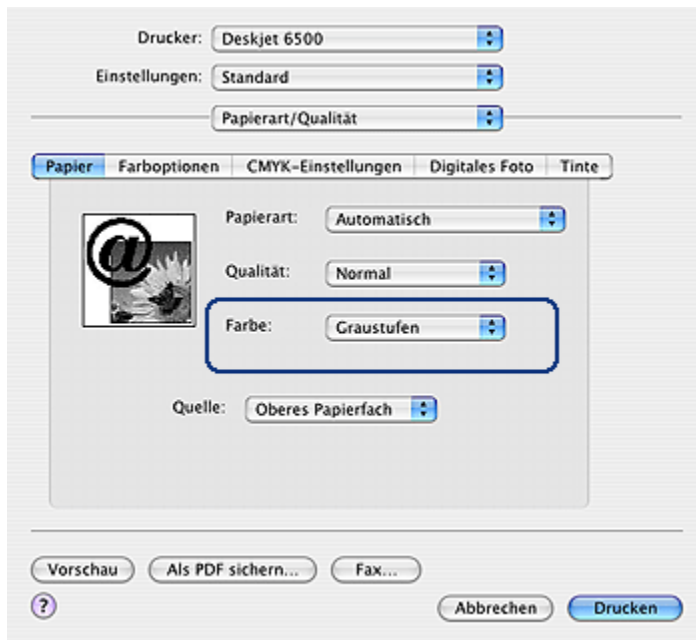 Drucker: Deskjet 6500
Einstellungen: Standard
Papierart/Qualität
Papier Farboptionen CMYK-Einstellungen Digitales Foto Tinte
@
Papierart: Automatisch
Qualität: Normal
Farbe: Graustufen
Quelle: Oberes Papierfach
Vorschau Als PDF sichern... Fax...
? Abbrechen Drucken